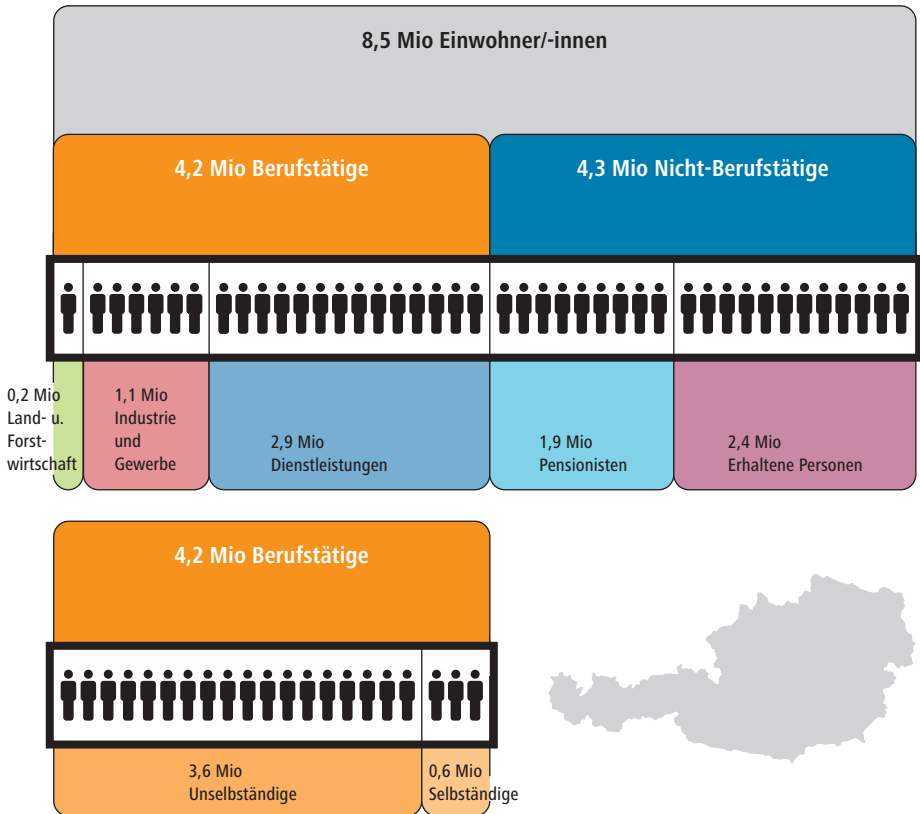 8,5 Mio Einwohner/-innen
4,2 Mio Berufstätige
4,3 Mio Nicht-Berufstätige
0,2 Mio
Land- u.
Forst-
wirtschaft
1,1 Mio
Industrie
und
Gewerbe
2,9 Mio
Dienstleistungen
1,9 Mio
Pensionisten
2,4 Mio
Erhaltene Personen
4,2 Mio Berufstätige
3,6 Mio
Unselbständige
0,6 Mio
Selbständige